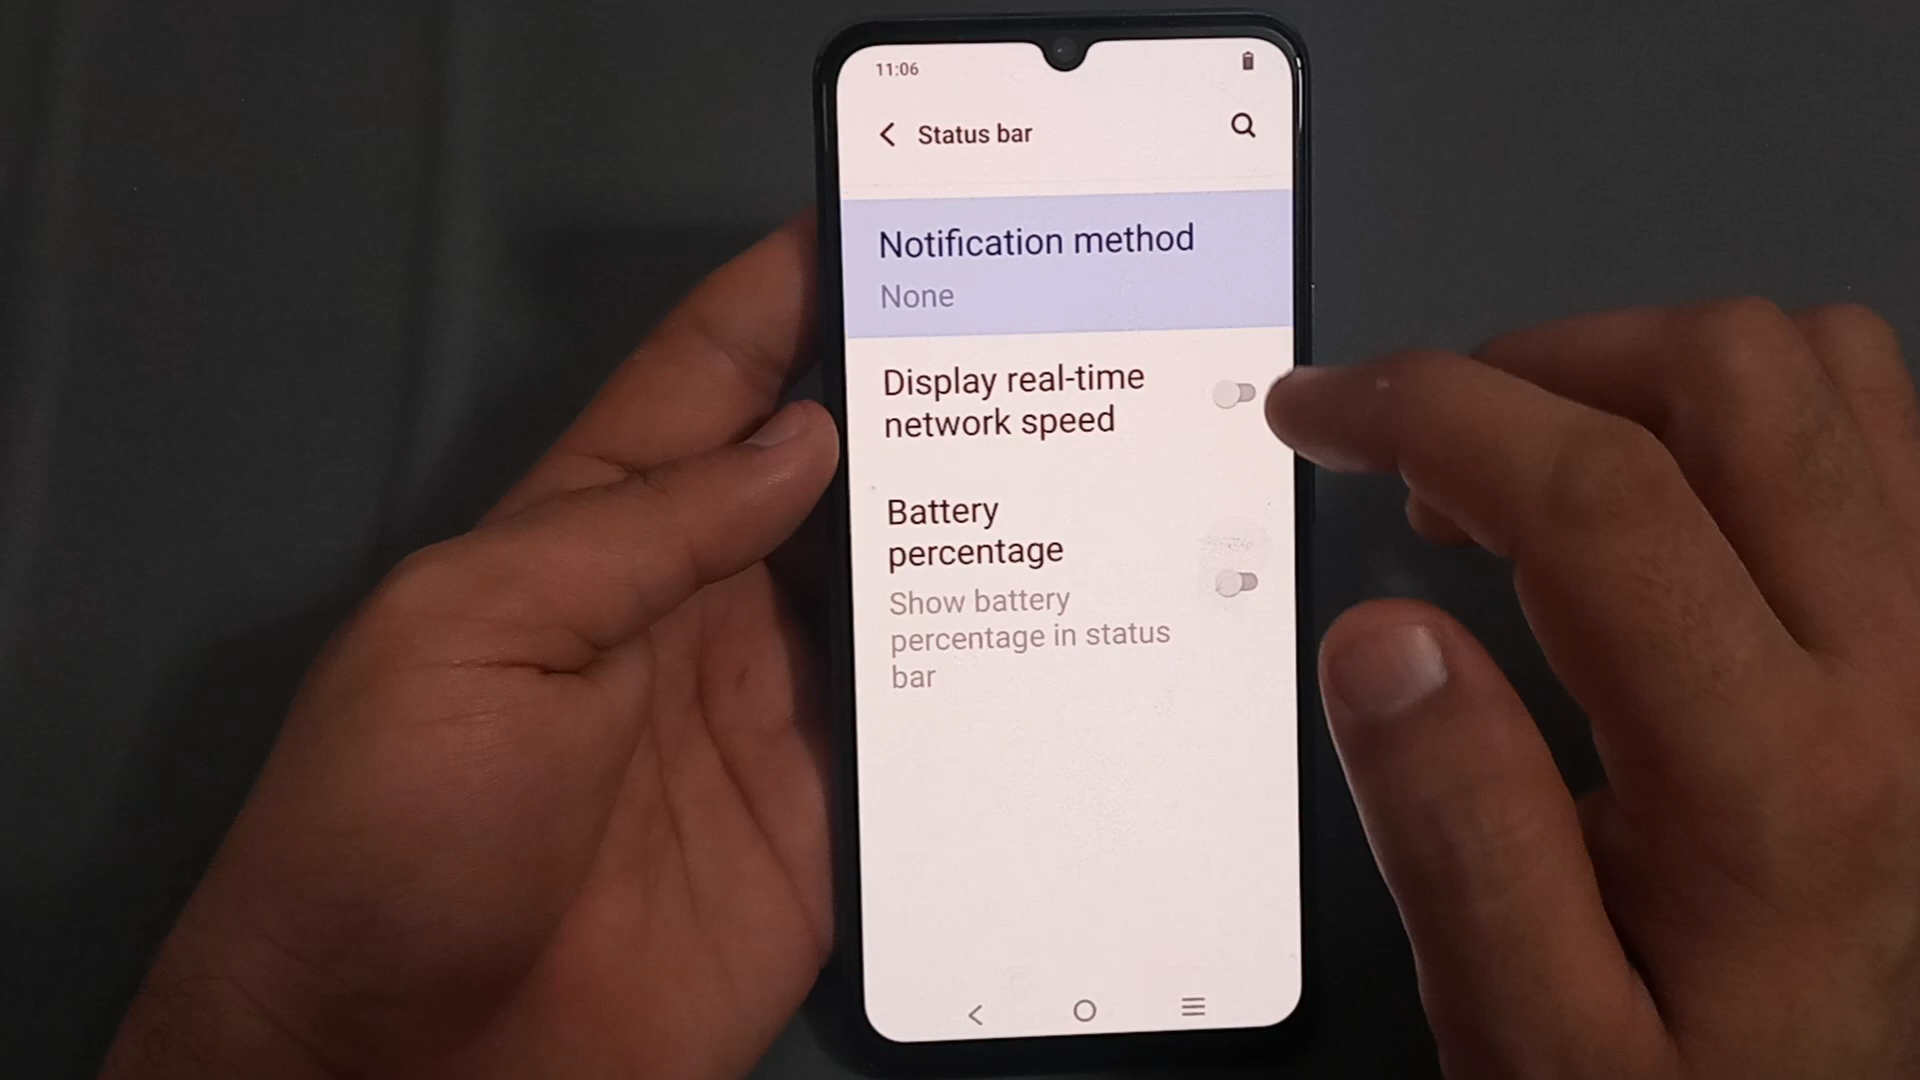 11:06
Status bar
Notification method
None
Display real-time
network speed
Battery
percentage
Show battery
percentage in status
bar